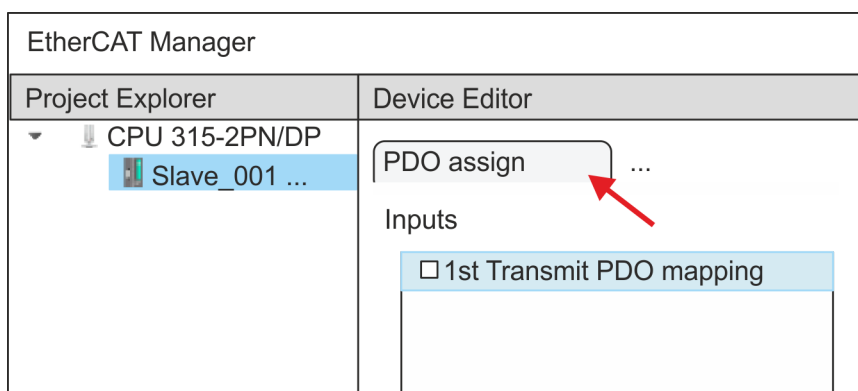 EtherCAT Manager
Project Explorer
Device Editor
CPU 315-2PN/DP
Slave_001 ...
PDO assign
...
Inputs
1st Transmit PDO mapping